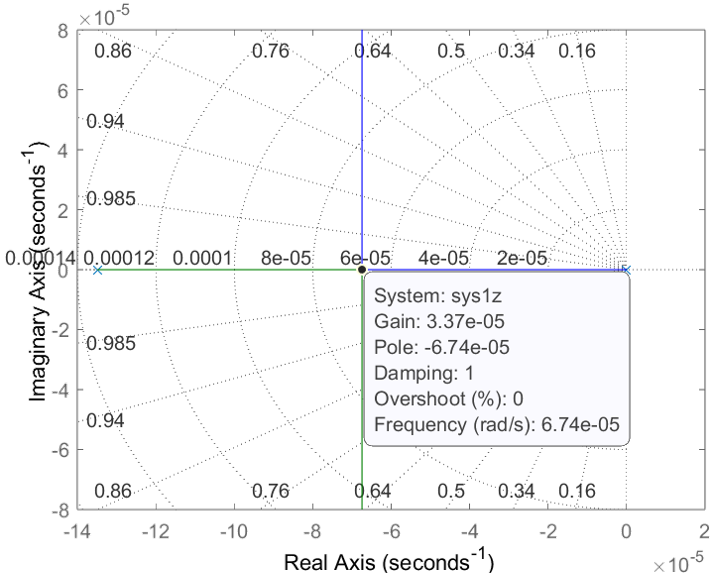 ×10^-5
8
0.86 0.76 0.64 0.5 0.34 0.16
6
0.94
4
0.985
2
0.00014 0.00012 0.0001 8e-05 6e-05 4e-05 2e-05
0
System: sys1z
Gain: 3.37e-05
Pole: -6.74e-05
Damping: 1
Overshoot (%): 0
Frequency (rad/s): 6.74e-05
-2
0.985
-4
0.94
-6
0.86 0.76 0.64 0.5 0.34 0.16
-8
-14 -12 -10 -8 -6 -4 -2 0 2
Imaginary Axis (seconds^-1)
Real Axis (seconds^-1)
×10^-5